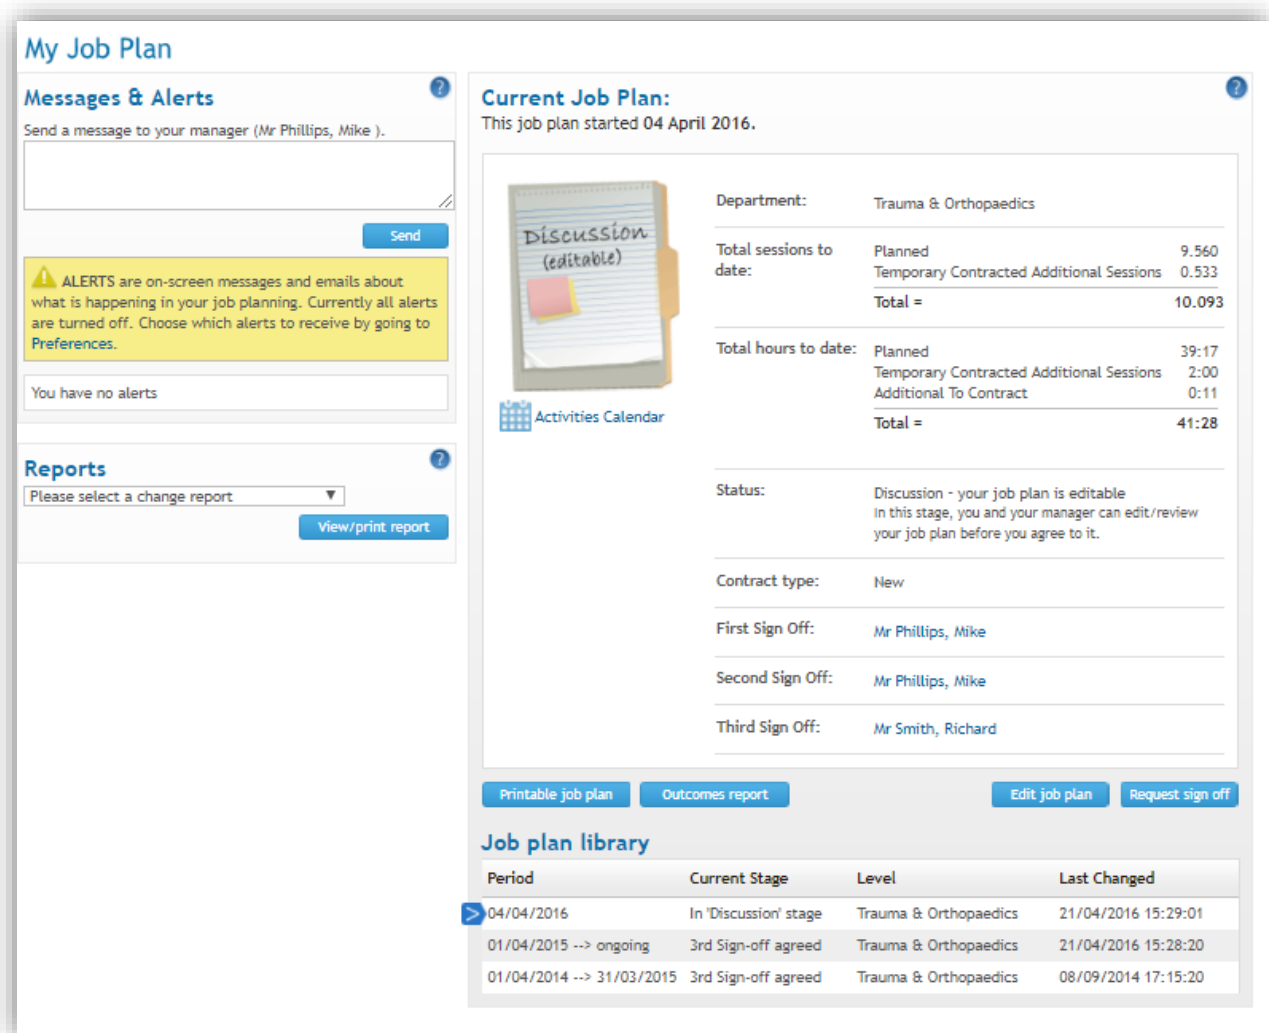 My Job Plan
Messages & Alerts
Send a message to your manager (Mr Phillips, Mike ).
Send
ALERTS are on-screen messages and emails about
what is happening in your job planning. Currently all alerts
are turned off. Choose which alerts to receive by going to
Preferences.
You have no alerts
Reports
Please select a change report
View/print report
Current Job Plan:
This job plan started 04 April 2016.
Discussion
(editable)
Activities Calendar
Department: Trauma & Orthopaedics
Total sessions to Planned 9.560
date: Temporary Contracted Additional Sessions 0.533
Total = 10.093
Total hours to date: Planned 39:17
Temporary Contracted Additional Sessions 2:00
Additional To Contract 0:11
Total = 41:28
Status: Discussion - your job plan is editable
In this stage, you and your manager can edit/review
your job plan before you agree to it.
Contract type: New
First Sign Off: Mr Phillips, Mike
Second Sign Off: Mr Phillips, Mike
Third Sign Off: Mr Smith, Richard
Printable job plan Outcomes report Edit job plan Request sign off
Job plan library
Period Current Stage Level Last Changed
04/04/2016 In 'Discussion' stage Trauma & Orthopaedics 21/04/2016 15:29:01
01/04/2015 --> ongoing 3rd Sign-off agreed Trauma & Orthopaedics 21/04/2016 15:28:20
01/04/2014 --> 31/03/2015 3rd Sign-off agreed Trauma & Orthopaedics 08/09/2014 17:15:20